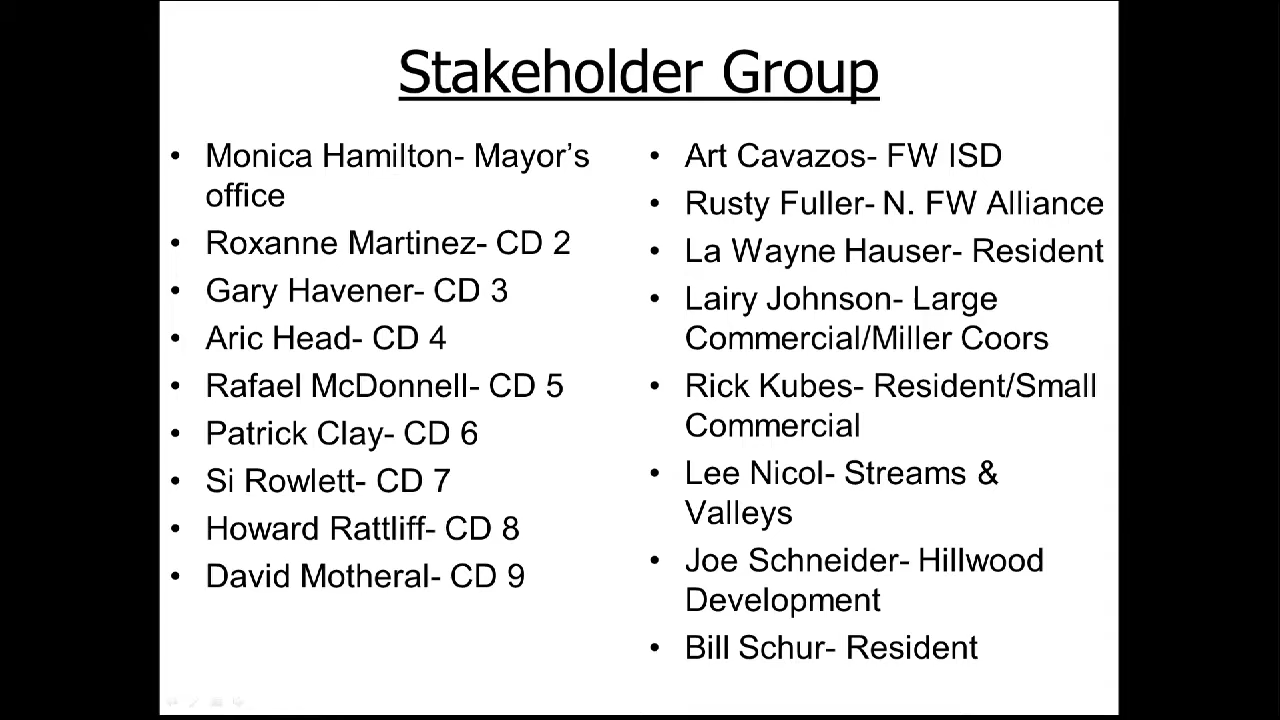 Stakeholder Group
• Monica Hamilton- Mayor’s
office
• Roxanne Martinez- CD 2
• Gary Havener- CD 3
• Aric Head- CD 4
• Rafael McDonnell- CD 5
• Patrick Clay- CD 6
• Si Rowlett- CD 7
• Howard Rattliff- CD 8
• David Motheral- CD 9
• Art Cavazos- FW ISD
• Rusty Fuller- N. FW Alliance
• La Wayne Hauser- Resident
• Lairy Johnson- Large
Commercial/Miller Coors
• Rick Kubes- Resident/Small
Commercial
• Lee Nicol- Streams &
Valleys
• Joe Schneider- Hillwood
Development
• Bill Schur- Resident